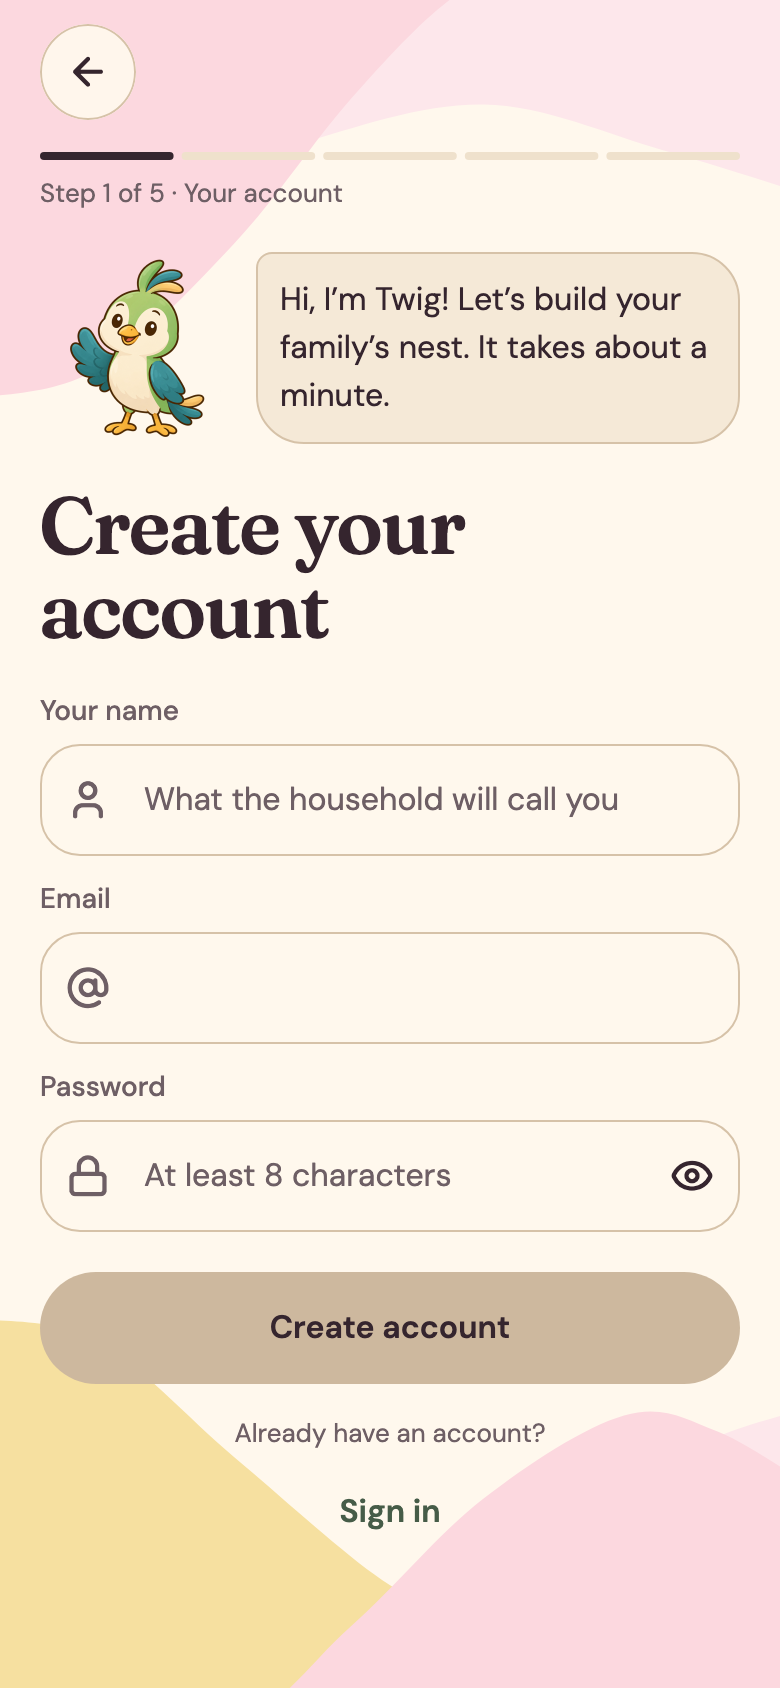 Step 1 of 5 · Your account
Hi, I’m Twig! Let’s build your
family’s nest. It takes about a
minute.
Create your
account
Your name
What the household will call you
Email
@
Password
At least 8 characters
Create account
Already have an account?
Sign in